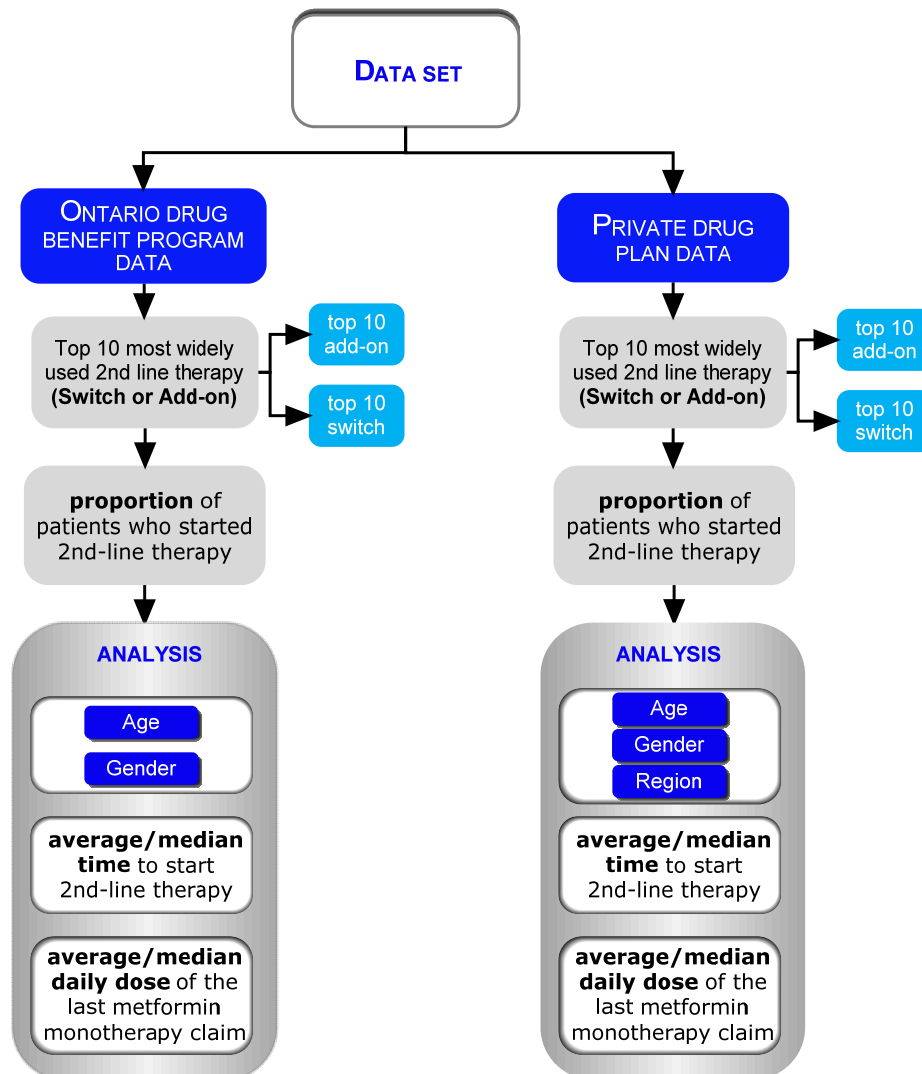 DATA SET
ONTARIO DRUG
BENEFIT PROGRAM
DATA
Top 10 most widely
used 2nd line therapy
(Switch or Add-on)
top 10
add-on
top 10
switch
proportion of
patients who started
2nd-line therapy
ANALYSIS
Age
Gender
average/median
time to start
2nd-line therapy
average/median
daily dose of the
last metformin
monotherapy claim
PRIVATE DRUG
PLAN DATA
Top 10 most widely
used 2nd line therapy
(Switch or Add-on)
top 10
add-on
top 10
switch
proportion of
patients who started
2nd-line therapy
ANALYSIS
Age
Gender
Region
average/median
time to start
2nd-line therapy
average/median
daily dose of the
last metformin
monotherapy claim